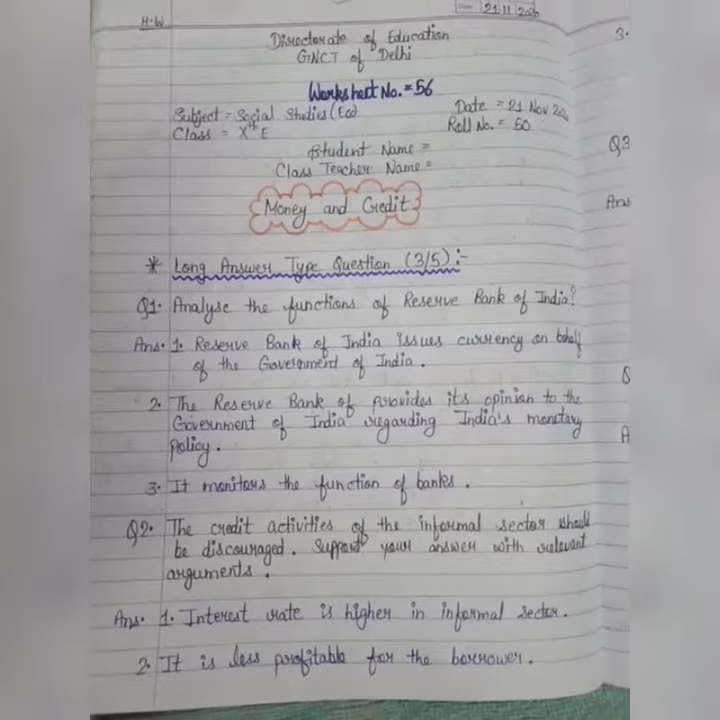 H.W
21 11
Directorate of Education
GNCT of Delhi
Worksheet No. = 56
Subject = Social Studies (Eco)
Date = 21 Nov
Class = Xth E
Roll No. = 50
Student Name =
Class Teacher Name =
Money and Credit
* Long Answer Type Question (3/5) :-
Q1. Analyse the functions of Reserve Bank of India?
Ans. 1. Reserve Bank of India issues currency on behalf
of the Government of India.
2. The Reserve Bank of provides its opinion to the
Government of India regarding India's monetary
policy.
3. It monitors the function of banks.
Q2. The credit activities of the informal sector should
be discouraged. Support your answer with relevant
arguments.
Ans. 1. Interest rate is higher in informal sector.
2. It is less profitable for the borrower.
3.
Q3
Ans
A